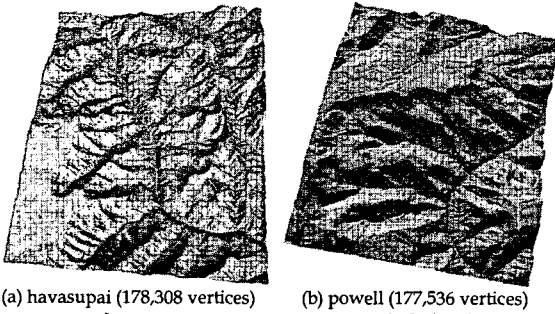 (a) havasupai (178,308 vertices)
(b) powell (177,536 vertices)